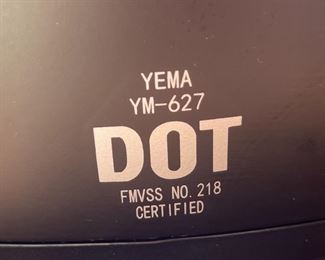 YEMA
YM-627
DOT
FMVSS NO.218
CERTIFIED